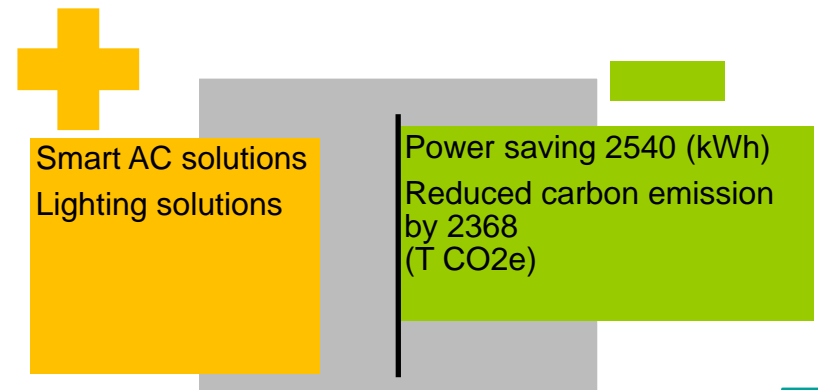 Smart AC solutions
Lighting solutions
Power saving 2540 (kWh)
Reduced carbon emission
by 2368
(T CO2e)